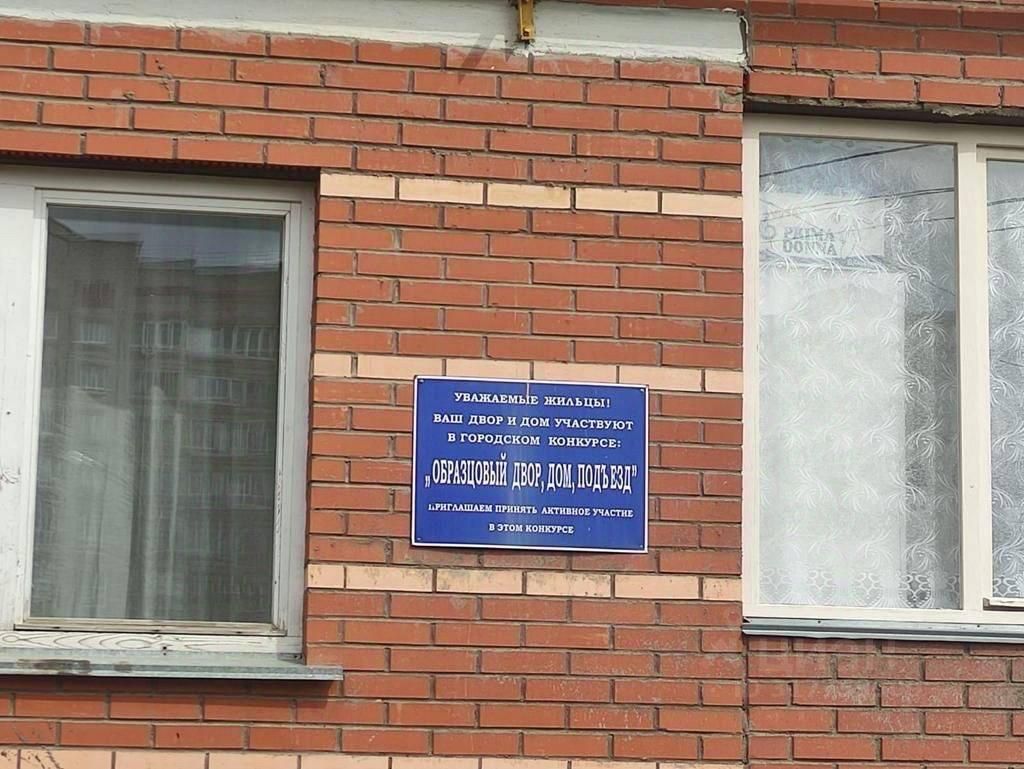 PRIMA
DONNA
УВАЖАЕМЫЕ ЖИЛЬЦЫ!
ВАШ ДВОР И ДОМ УЧАСТВУЮТ
В ГОРОДСКОМ КОНКУРСЕ:
„ОБРАЗЦОВЫЙ ДВОР, ДОМ, ПОДЪЕЗД”
ПРИГЛАШАЕМ ПРИНЯТЬ АКТИВНОЕ УЧАСТИЕ
В ЭТОМ КОНКУРСЕ
циан